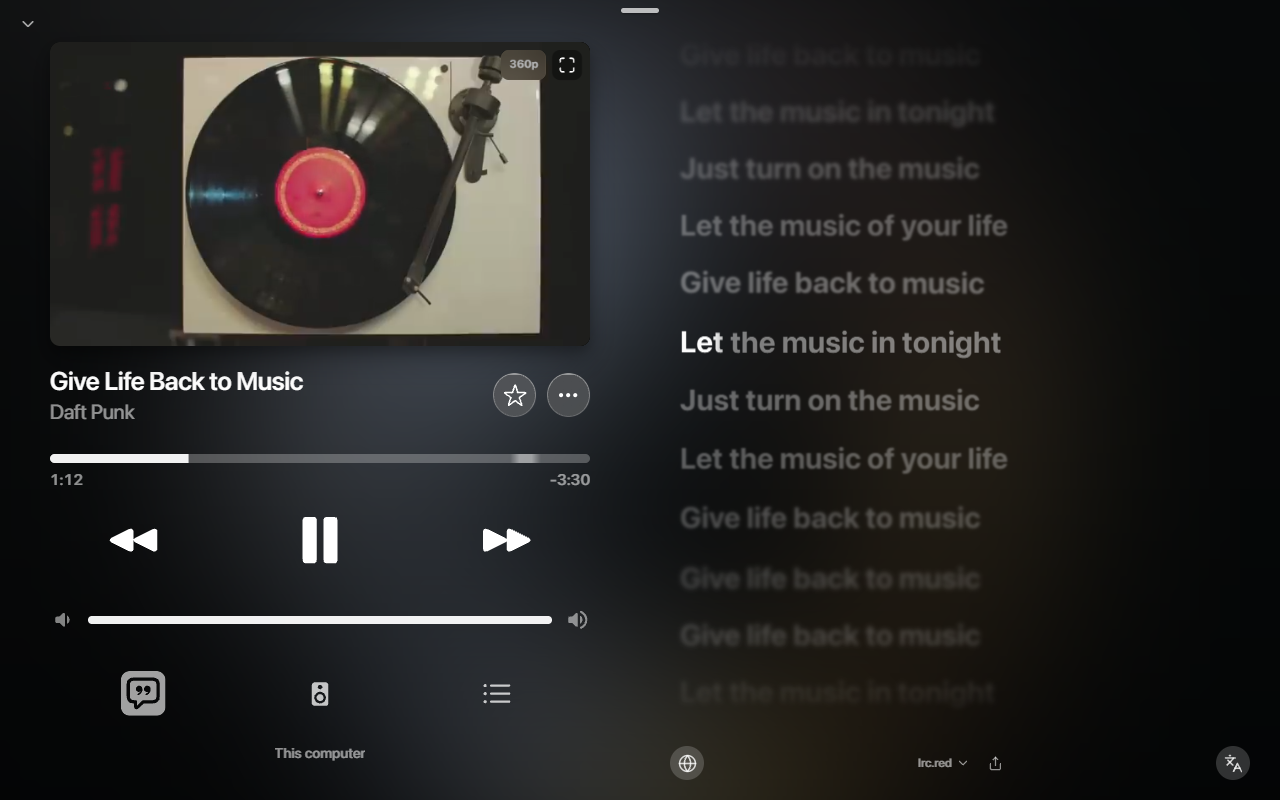 360p
Give Life Back to Music
Daft Punk
1:12
-3:30
This computer
Give life back to music
Let the music in tonight
Just turn on the music
Let the music of your life
Give life back to music
Let the music in tonight
Just turn on the music
Let the music of your life
Give life back to music
Give life back to music
Give life back to music
Let the music in tonight
lrc.red